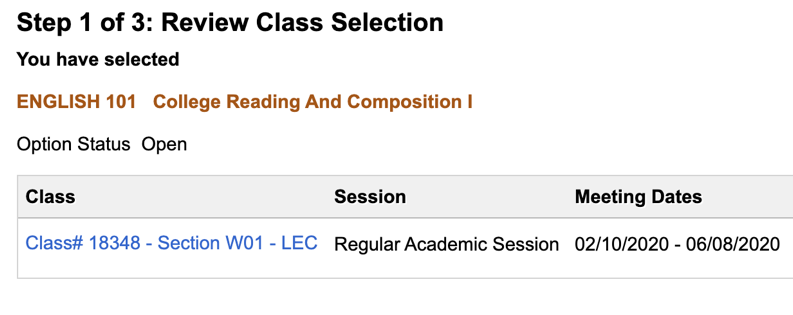 Step 1 of 3: Review Class Selection
You have selected
ENGLISH 101 College Reading And Composition I
Option Status Open
Class Session Meeting Dates
Class# 18348 - Section W01 - LEC Regular Academic Session 02/10/2020 - 06/08/2020